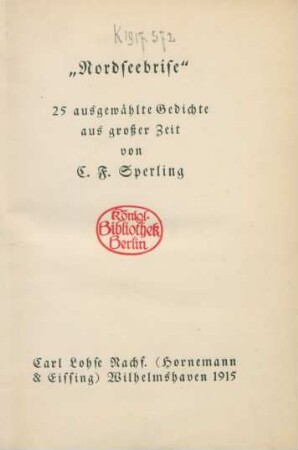 K 1917. 572
„Nordseebrise“
25 ausgewählte Gedichte
aus großer Zeit
von
C. F. Sperling
Königl.
Bibliothek
Berlin
Carl Lohse Nachf. (Hornemann
& Eissing) Wilhelmshaven 1915